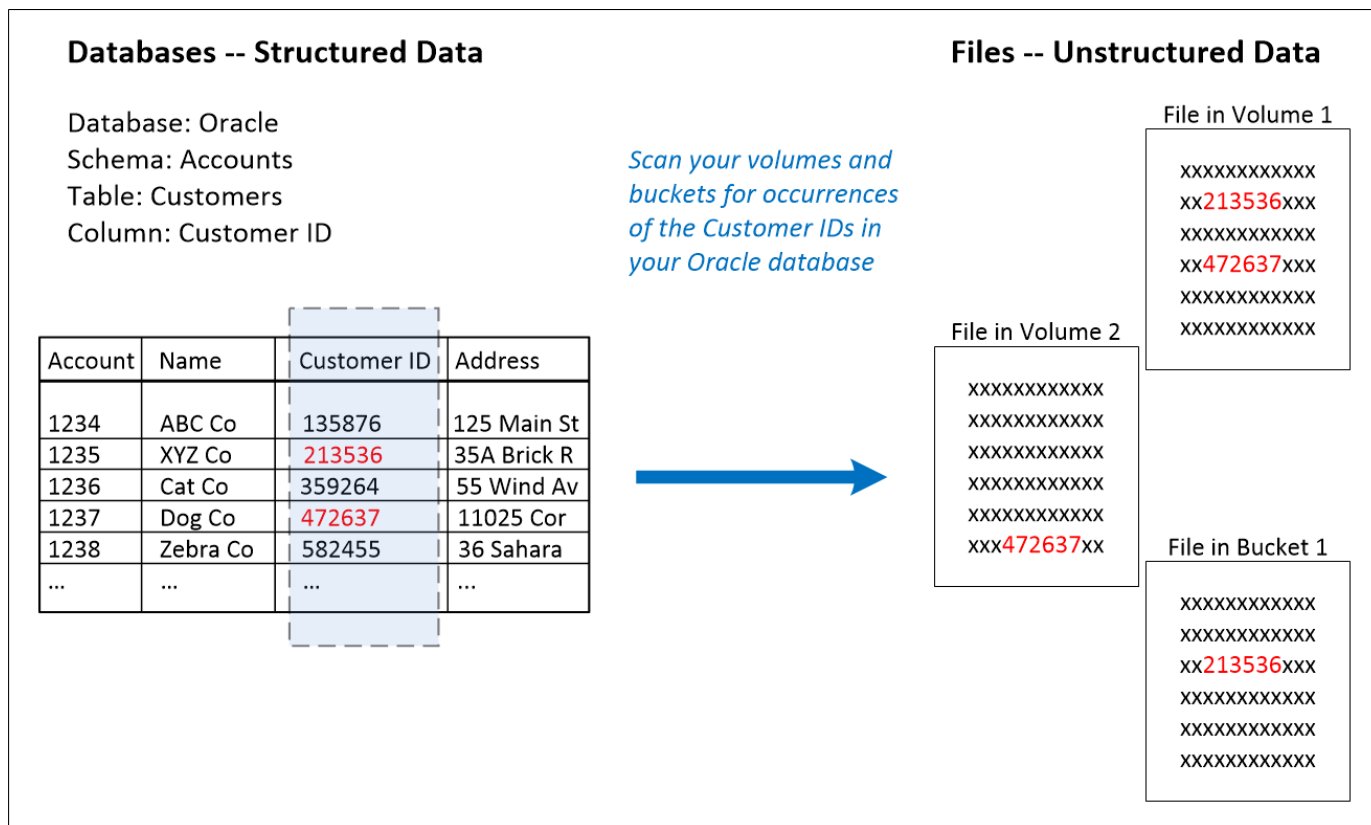 Databases -- Structured Data
Database: Oracle
Schema: Accounts
Table: Customers
Column: Customer ID
Account Name Customer ID Address
1234 ABC Co 135876 125 Main St
1235 XYZ Co 213536 35A Brick R
1236 Cat Co 359264 55 Wind Av
1237 Dog Co 472637 11025 Cor
1238 Zebra Co 582455 36 Sahara
... ... ... ...
Scan your volumes and
buckets for occurrences
of the Customer IDs in
your Oracle database
Files -- Unstructured Data
File in Volume 1
xxxxxxxxxxxx
xx213536xxx
xxxxxxxxxxxx
xx472637xxx
xxxxxxxxxxxx
xxxxxxxxxxxx
File in Volume 2
xxxxxxxxxxxx
xxxxxxxxxxxx
xxxxxxxxxxxx
xxxxxxxxxxxx
xxxxxxxxxxxx
xxx472637xx
File in Bucket 1
xxxxxxxxxxxx
xxxxxxxxxxxx
xx213536xxx
xxxxxxxxxxxx
xxxxxxxxxxxx
xxxxxxxxxxxx